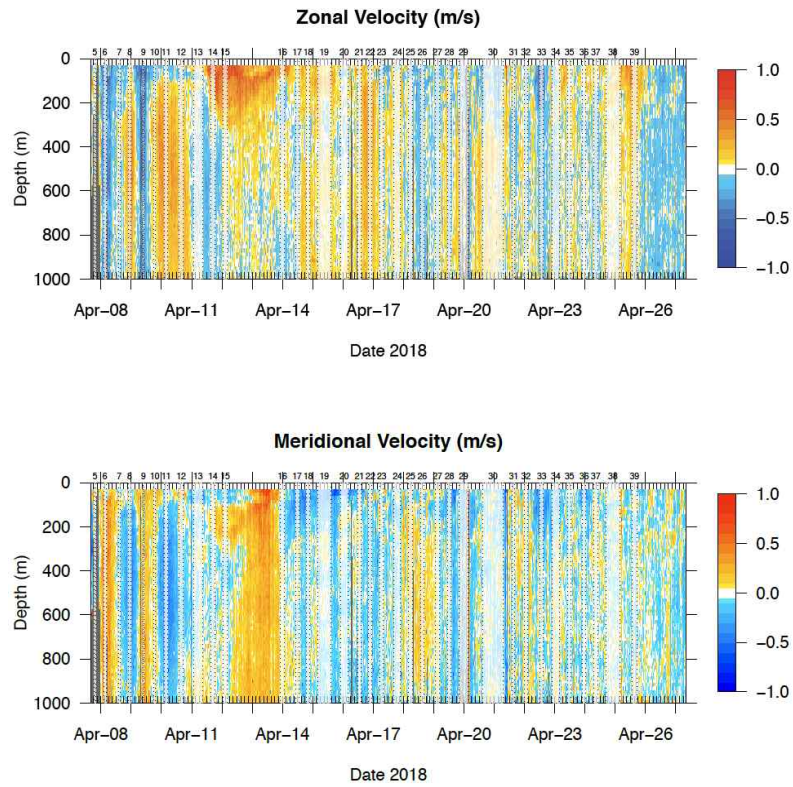 Zonal Velocity (m/s)
5 6 7 8 9 10 11 12 13 14 15 16 17 18 19 20 21 22 23 24 25 26 27 28 29 30 31 32 33 34 35 36 37 38 39
0
200
400
600
800
1000
Depth (m)
1.0
0.5
0.0
−0.5
−1.0
Apr−08 Apr−11 Apr−14 Apr−17 Apr−20 Apr−23 Apr−26
Date 2018
Meridional Velocity (m/s)
5 6 7 8 9 10 11 12 13 14 15 16 17 18 19 20 21 22 23 24 25 26 27 28 29 30 31 32 33 34 35 36 37 38 39
0
200
400
600
800
1000
Depth (m)
1.0
0.5
0.0
−0.5
−1.0
Apr−08 Apr−11 Apr−14 Apr−17 Apr−20 Apr−23 Apr−26
Date 2018